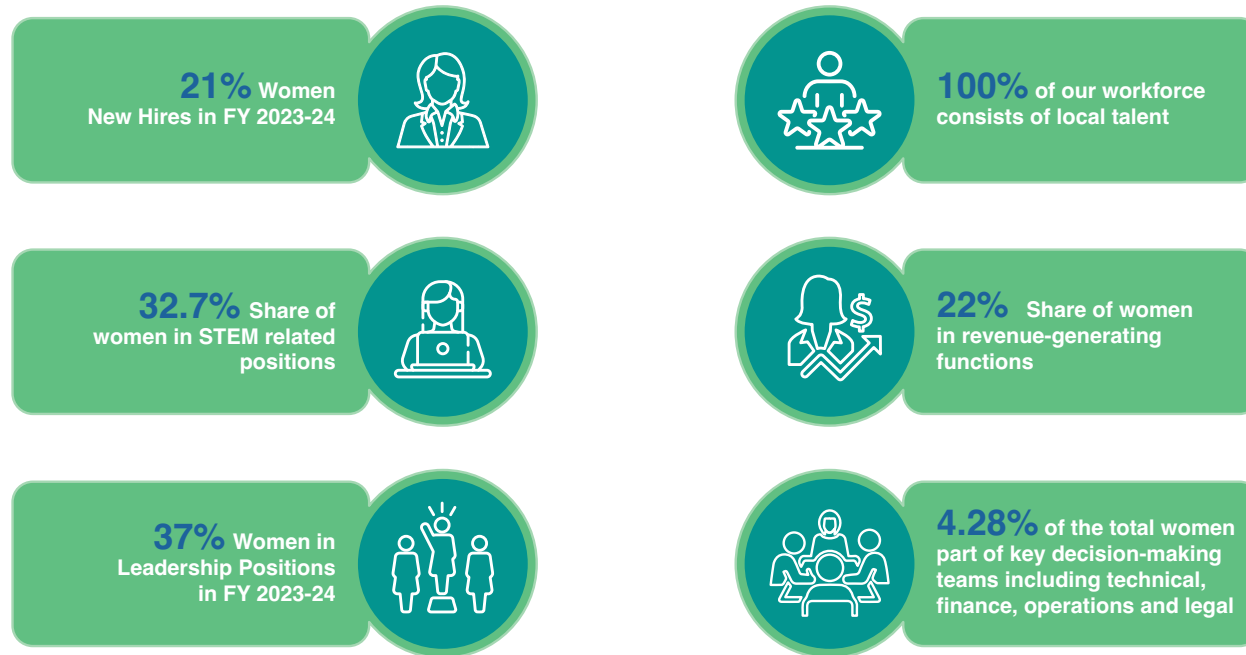 21% Women
New Hires in FY 2023-24
100% of our workforce
consists of local talent
32.7% Share of
women in STEM related
positions
22% Share of women
in revenue-generating
functions
37% Women in
Leadership Positions
in FY 2023-24
4.28% of the total women
part of key decision-making
teams including technical,
finance, operations and legal